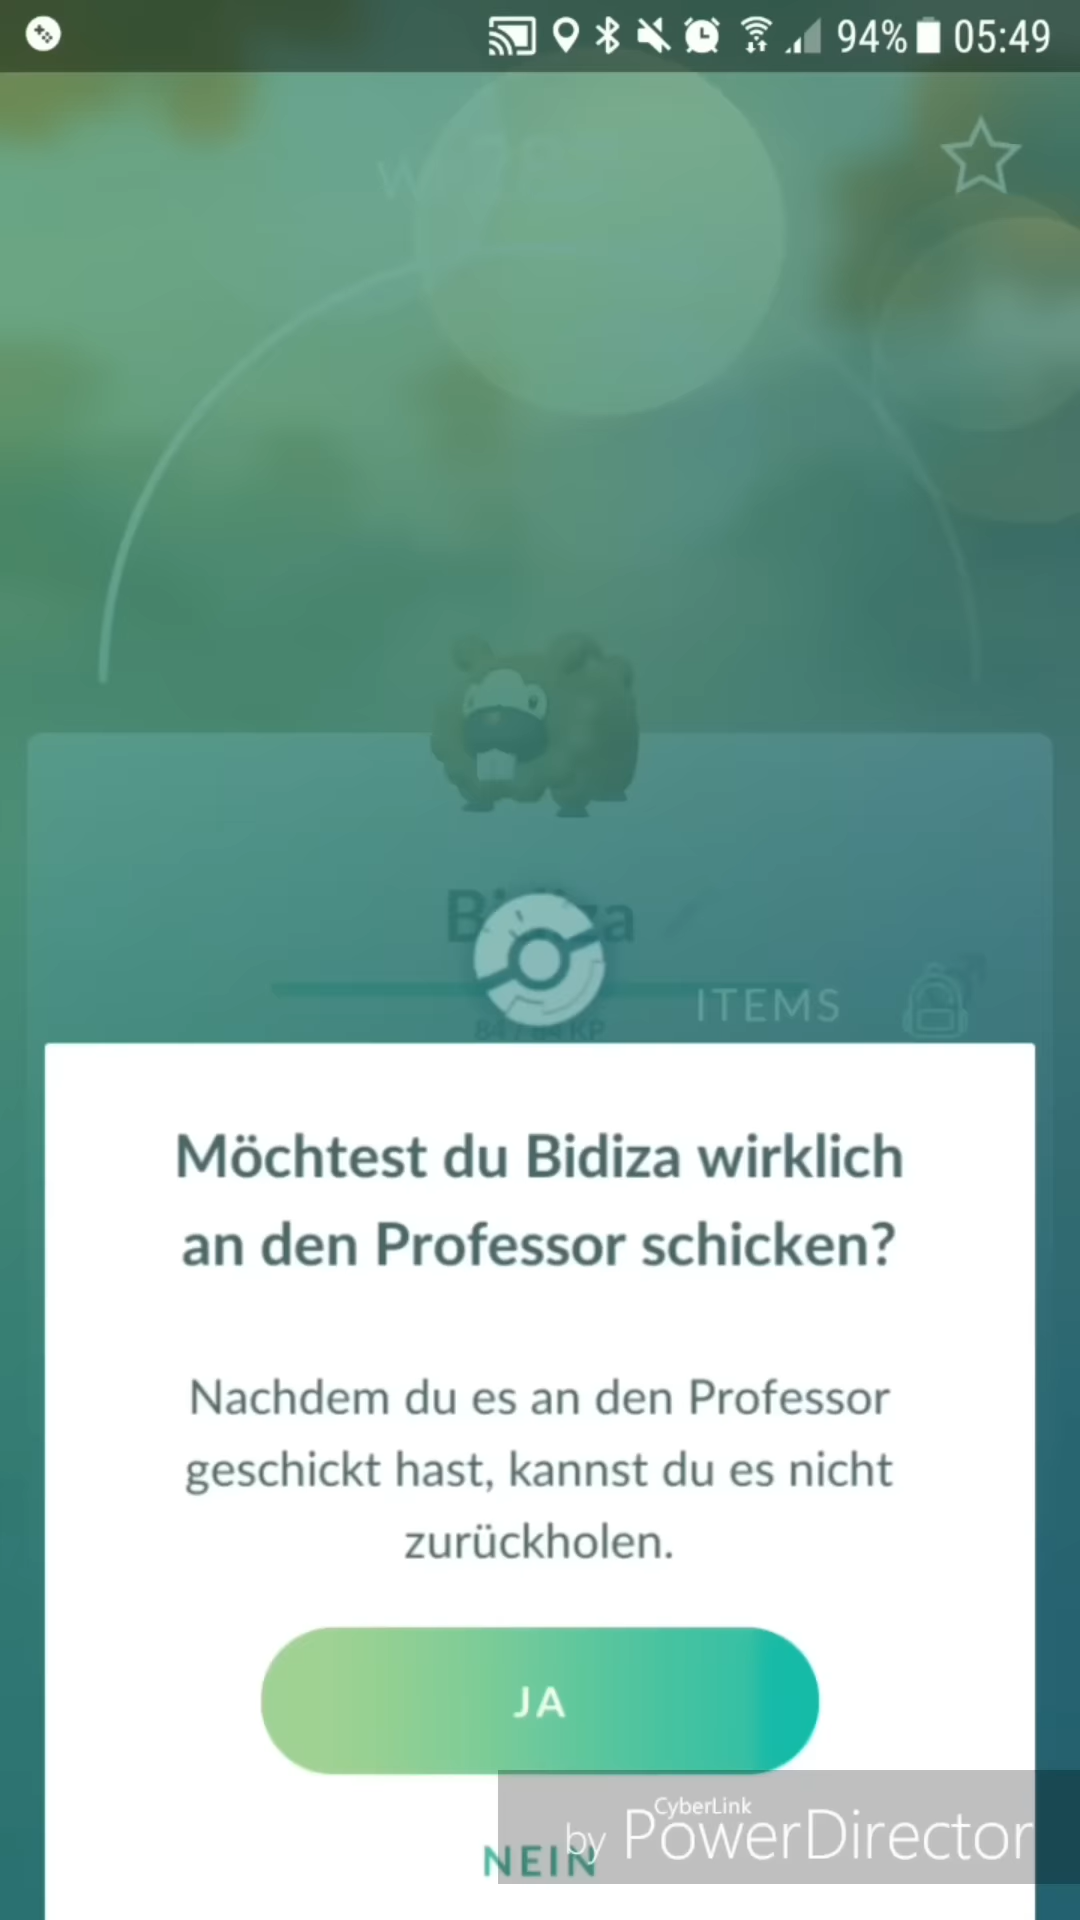 94% 05:49
Bidiza
ITEMS
Möchtest du Bidiza wirklich
an den Professor schicken?
Nachdem du es an den Professor
geschickt hast, kannst du es nicht
zurückholen.
JA
NEIN
CyberLink
by PowerDirector